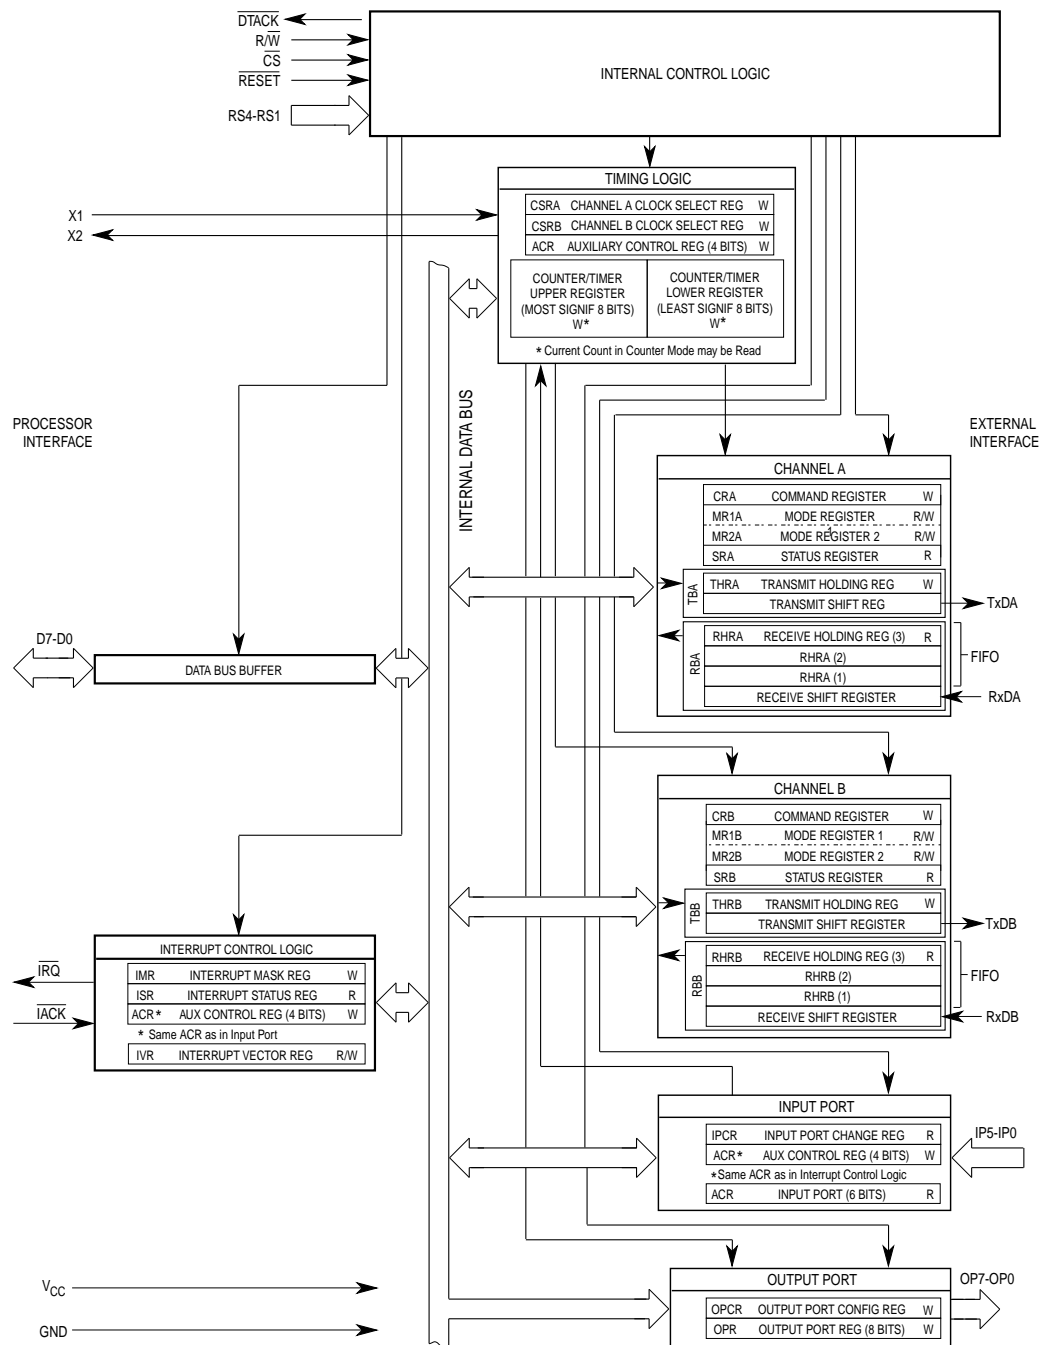 DTACK
R/W
CS
RESET
RS4-RS1
INTERNAL CONTROL LOGIC
TIMING LOGIC
CSRA CHANNEL A CLOCK SELECT REG W
CSRB CHANNEL B CLOCK SELECT REG W
ACR AUXILIARY CONTROL REG (4 BITS) W
COUNTER/TIMER
UPPER REGISTER
(MOST SIGNIF 8 BITS)
W*
COUNTER/TIMER
LOWER REGISTER
(LEAST SIGNIF 8 BITS)
W*
* Current Count in Counter Mode may be Read
X1
X2
INTERNAL DATA BUS
PROCESSOR
INTERFACE
EXTERNAL
INTERFACE
CHANNEL A
CRA COMMAND REGISTER W
MR1A MODE REGISTER R/W
1
MR2A MODE REGISTER 2 R/W
SRA STATUS REGISTER R
TBA
THRA TRANSMIT HOLDING REG W
TRANSMIT SHIFT REG
TxDA
RBA
RHRA RECEIVE HOLDING REG (3) R
RHRA (2)
RHRA (1)
RECEIVE SHIFT REGISTER
FIFO
RxDA
D7-D0
DATA BUS BUFFER
CHANNEL B
CRB COMMAND REGISTER W
MR1B MODE REGISTER 1 R/W
MR2B MODE REGISTER 2 R/W
SRB STATUS REGISTER R
TBB
THRB TRANSMIT HOLDING REG W
TRANSMIT SHIFT REGISTER
TxDB
RBB
RHRB RECEIVE HOLDING REG (3) R
RHRB (2)
RHRB (1)
RECEIVE SHIFT REGISTER
FIFO
RxDB
IRQ
IACK
INTERRUPT CONTROL LOGIC
IMR INTERRUPT MASK REG W
ISR INTERRUPT STATUS REG R
ACR* AUX CONTROL REG (4 BITS) W
* Same ACR as in Input Port
IVR INTERRUPT VECTOR REG R/W
INPUT PORT
IPCR INPUT PORT CHANGE REG R
ACR* AUX CONTROL REG (4 BITS) W
*Same ACR as in Interrupt Control Logic
ACR INPUT PORT (6 BITS) R
IP5-IP0
OUTPUT PORT
OPCR OUTPUT PORT CONFIG REG W
OPR OUTPUT PORT REG (8 BITS) W
OP7-OP0
VCC
GND